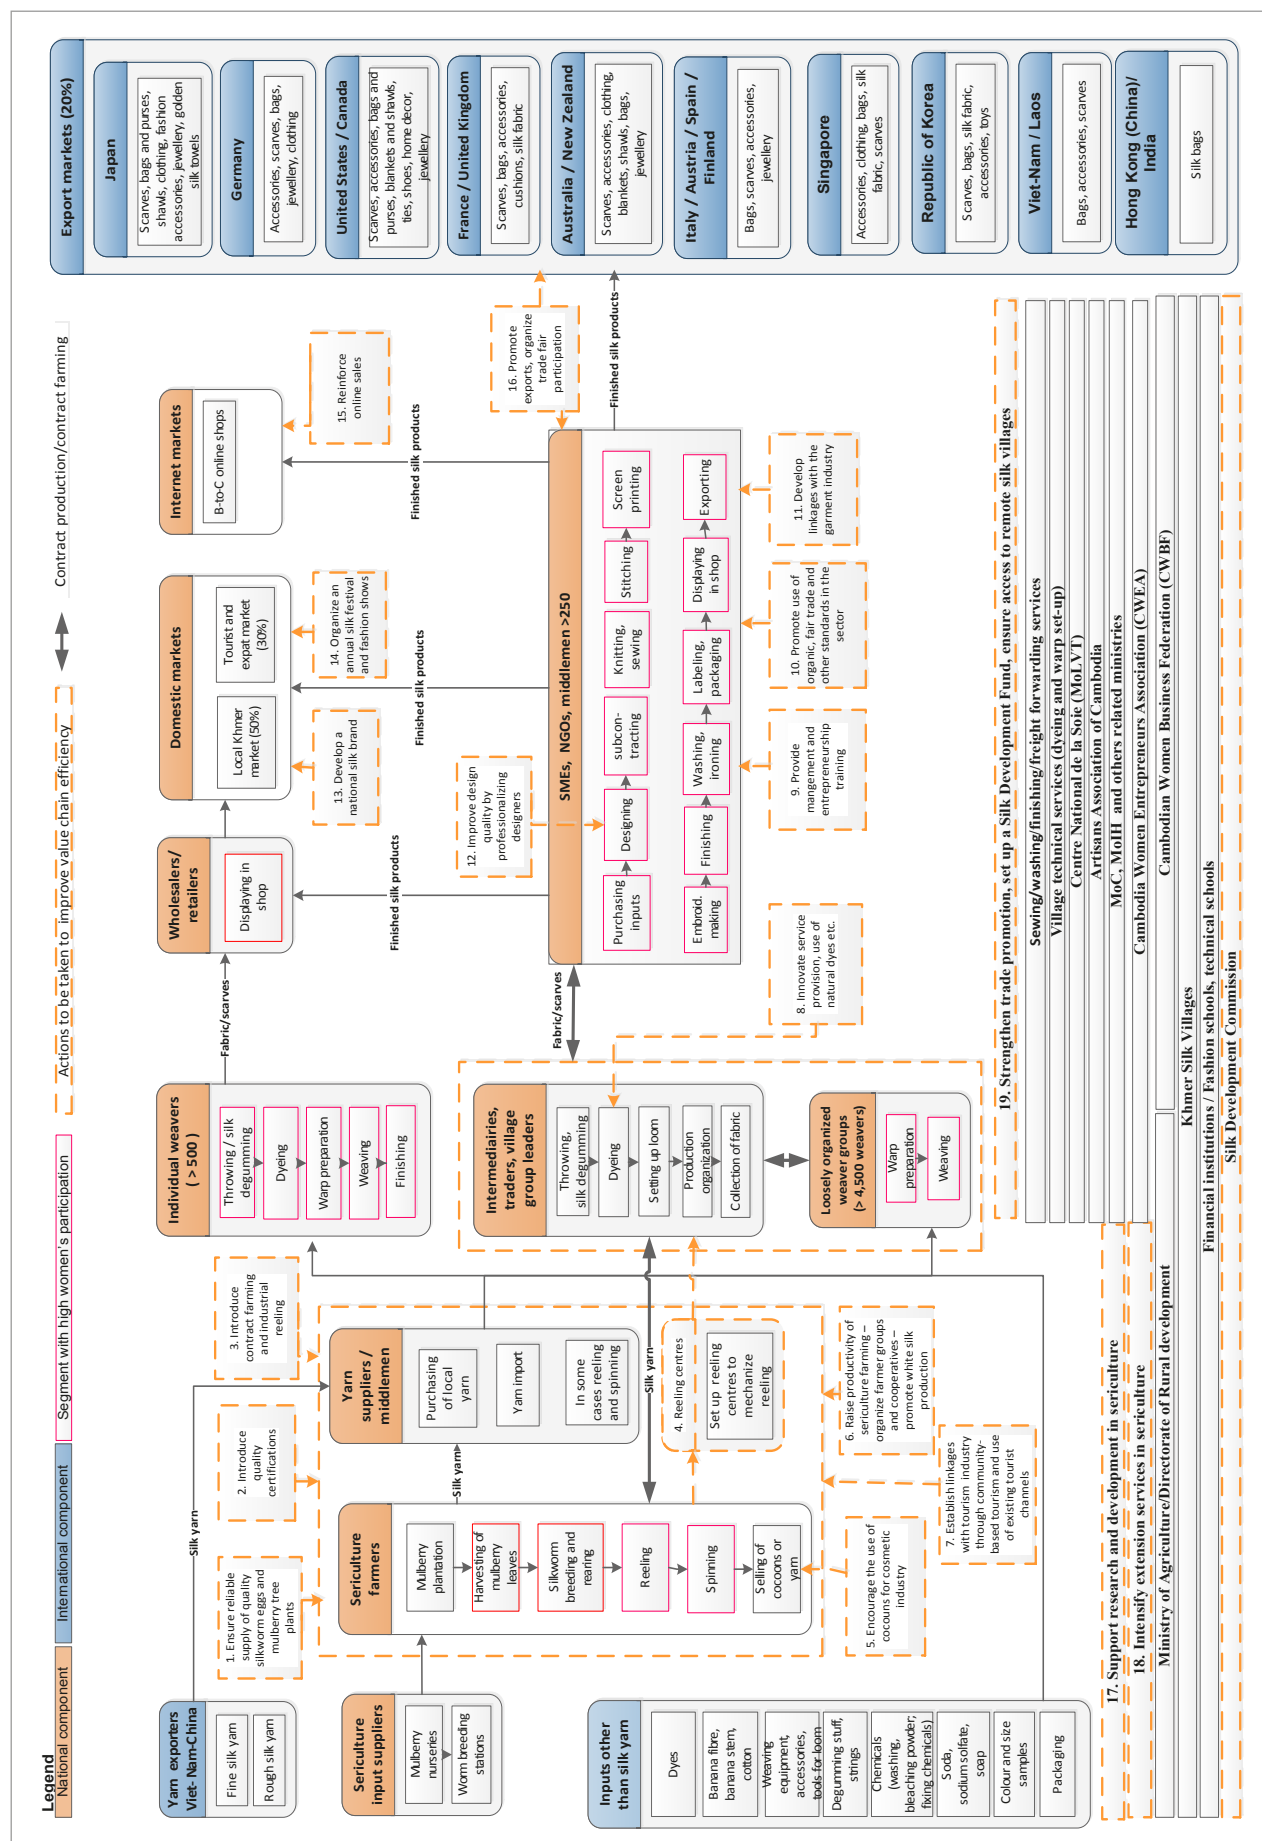 Legend
National component
International component
Segment with high women's participation
Actions to be taken to improve value chain efficiency
Contract production/contract farming
Yarn exporters
Viet- Nam-China
Fine silk yarn
Rough silk yarn
Silk yarn
Sericulture
input suppliers
Mulberry
nurseries
Worm breeding
stations
Inputs other
than silk yarn
Dyes
Banana fibre,
banana stem,
cotton
Weaving
equipment,
accessories,
tools for loom
Degumming stuff,
strings
Chemicals
(washing,
bleaching powder;
fixing chemicals)
Soda,
sodium solfate,
soap
Colour and size
samples
Packaging
1. Ensure reliable
supply of quality
silkworm eggs and
mulberry tree
plants
2. Introduce
quality
certifications
3. Introduce
contract farming
and industrial
reeling
Sericulture
farmers
Mulberry
plantation
Harvesting of
mulberry
leaves
Silkworm
breeding and
rearing
Reeling
Spinning
Selling of
cocoons or
yarn
Silk yarn
Yarn
suppliers /
middlemen
Purchasing
of local
yarn
Yarn import
In some
cases reeling
and spinning
Silk yarn
4. Reeling centres
Set up reeling
centres to
mechanize
reeling
5. Encourage the use of
cocouns for cosmetic
industry
6. Raise productivity of
sericulture farming –
organize farmer groups
and cooperatives –
promote white silk
production
7. Establish linkages
with tourism industry
through community-
based tourism and use
of existing tourist
channels
Individual weavers
( > 500 )
Throwing / silk
degumming
Dyeing
Warp preparation
Weaving
Finishing
Fabric/scarves
Intermediairies,
traders, village
group leaders
Throwing,
silk degumming
Dyeing
Setting up loom
Production
organization
Collection of fabric
Loosely organized
weaver groups
(> 4,500 weavers)
Warp
preparation
Weaving
Fabric/scarves
8. Innovate service
provision, use of
natural dyes etc.
Wholesalers/
retailers
Displaying in
shop
Finished silk products
Domestic markets
Local Khmer
market (50%)
Tourist and
expat market
(30%)
13. Develop a
national silk brand
14. Organize an
annual silk festival
and fashion shows
Finished silk products
Internet markets
B-to-C online shops
15. Reinforce
online sales
Finished silk products
12. Improve design
quality by
professionalizing
designers
SMEs, NGOs, middlemen >250
Purchasing
inputs
Designing
subcon-
tracting
Knitting,
sewing
Stitching
Screen
printing
Embroid.
making
Finishing
Washing,
ironing
Labeling,
packaging
Displaying
in shop
Exporting
9. Provide
mangement and
entrepreneurship
training
10. Promote use of
organic, fair trade and
other standards in the
sector
11. Develop
linkages with the
garment industry
16. Promote
exports, organize
trade fair
participation
Finished silk products
Export markets (20%)
Japan
Scarves, bags and purses,
shawls, clothing, fashion
accessories, jewellery, golden
silk towels
Germany
Accessories, scarves, bags,
jewellery, clothing
United States / Canada
Scarves, accessories, bags and
purses, blankets and shawls,
ties, shoes, home decor,
jewellery
France / United Kingdom
Scarves, bags, accessories,
cushions, silk fabric
Australia / New Zealand
Scarves, accessories, clothing,
blankets, shawls, bags,
jewellery
Italy / Austria / Spain /
Finland
Bags, scarves, accessories,
jewellery
Singapore
Accessories, clothing, bags, silk
fabric, scarves
Republic of Korea
Scarves, bags, silk fabric,
accessories, toys
Viet-Nam / Laos
Bags, accessories, scarves
Hong Kong (China)/
India
Silk bags
19. Strengthen trade promotion, set up a Silk Development Fund, ensure access to remote silk villages
Sewing/washing/finishing/freight forwarding services
Village technical services (dyeing and warp set-up)
Centre National de la Soie (MoLVT)
Artisans Association of Cambodia
MoC, MoIH and others related ministries
Cambodia Women Entrepreneurs Association (CWEA)
17. Support research and development in sericulture
18. Intensify extension services in sericulture
Ministry of Agriculture/Directorate of Rural development
Cambodian Women Business Federation (CWBF)
Khmer Silk Villages
Financial institutions / Fashion schools, technical schools
Silk Development Commission